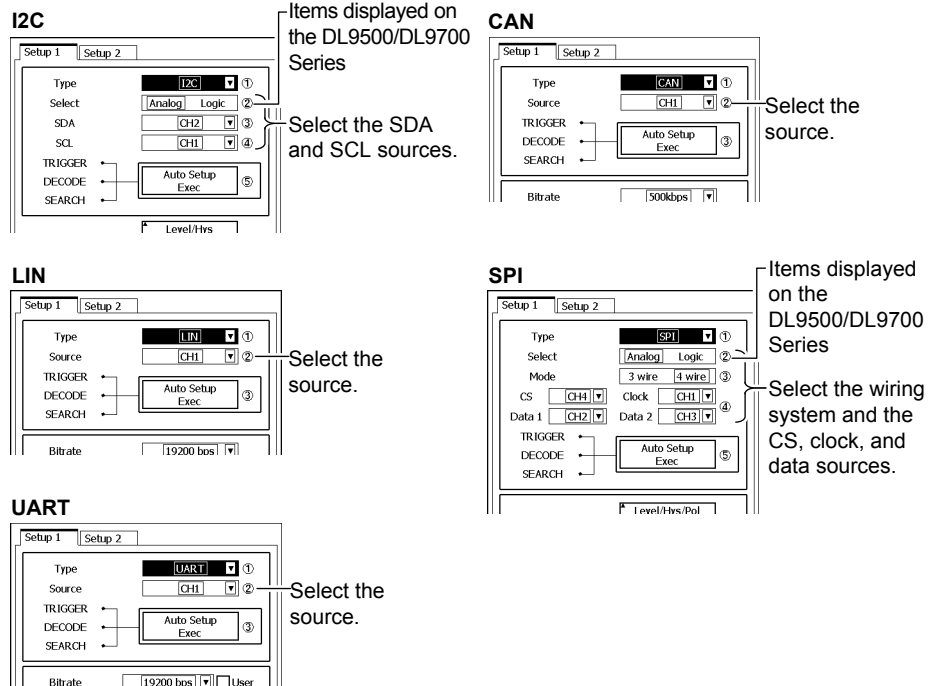 I2C
Items displayed on
the DL9500/DL9700
Series
Setup 1 Setup 2
Type I2C ①
Select Analog Logic ②
SDA CH2 ③
SCL CH1 ④
Select the SDA
and SCL sources.
TRIGGER
DECODE
SEARCH
Auto Setup
Exec ⑤
Level/Hys
CAN
Setup 1 Setup 2
Type CAN ①
Source CH1 ②
Select the
source.
TRIGGER
DECODE
SEARCH
Auto Setup
Exec ③
Bitrate 500kbps
LIN
Setup 1 Setup 2
Type LIN ①
Source CH1 ②
Select the
source.
TRIGGER
DECODE
SEARCH
Auto Setup
Exec ③
Bitrate 19200 bps
SPI
Items displayed
on the
DL9500/DL9700
Series
Setup 1 Setup 2
Type SPI ①
Select Analog Logic ②
Mode 3 wire 4 wire ③
CS CH4 Clock CH1
Data 1 CH2 Data 2 CH3 ④
Select the wiring
system and the
CS, clock, and
data sources.
TRIGGER
DECODE
SEARCH
Auto Setup
Exec ⑤
Level/Hys/Pol
UART
Setup 1 Setup 2
Type UART ①
Source CH1 ②
Select the
source.
TRIGGER
DECODE
SEARCH
Auto Setup
Exec ③
Bitrate 19200 bps User